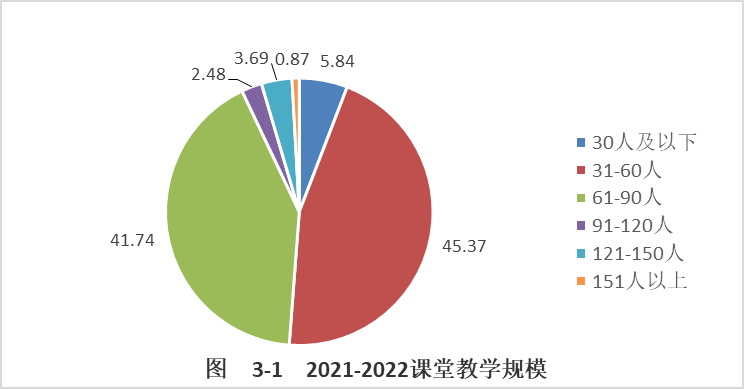 3.69
0.87
5.84
2.48
41.74
45.37
30人及以下
31-60人
61-90人
91-120人
121-150人
151人以上
图 3-1 2021-2022课堂教学规模